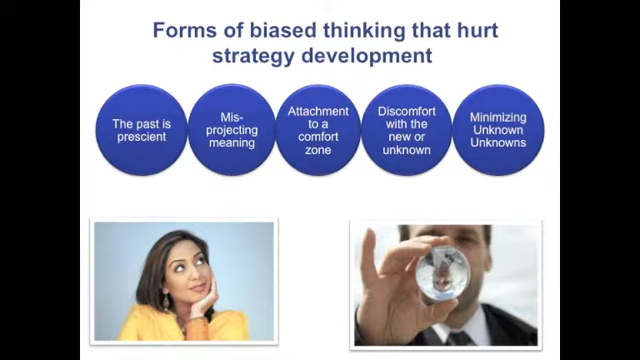 Forms of biased thinking that hurt
strategy development
The past is
prescient
Mis-
projecting
meaning
Attachment
to a
comfort
zone
Discomfort
with the
new or
unknown
Minimizing
Unknown
Unknowns